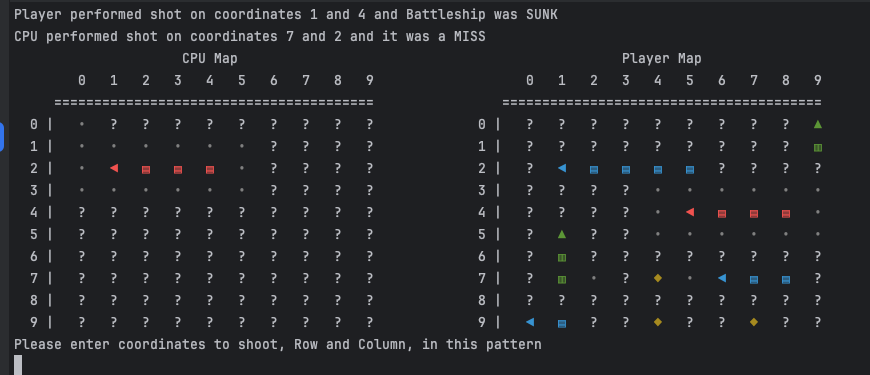 Player performed shot on coordinates 1 and 4 and Battleship was SUNK
CPU performed shot on coordinates 7 and 2 and it was a MISS
CPU Map Player Map
0 1 2 3 4 5 6 7 8 9 0 1 2 3 4 5 6 7 8 9
======================================== ========================================
0 | · ? ? ? ? ? ? ? ? ? 0 | ? ? ? ? ? ? ? ? ? ▲
1 | · · · · · · ? ? ? ? 1 | ? ? ? ? ? ? ? ? ? ▥
2 | · ◄ ▤ ▤ ▤ · ? ? ? ? 2 | ? ◄ ▤ ▤ ▤ ▤ ? ? ? ?
3 | · · · · · · ? ? ? ? 3 | ? ? ? ? · · · · · ·
4 | ? ? ? ? ? ? ? ? ? ? 4 | ? ? ? ? · ◄ ▤ ▤ ▤ ·
5 | ? ? ? ? ? ? ? ? ? ? 5 | ? ▲ ? ? · · · · · ·
6 | ? ? ? ? ? ? ? ? ? ? 6 | ? ▥ ? ? ? ? ? ? ? ?
7 | ? ? ? ? ? ? ? ? ? ? 7 | ? ▥ · ? ◆ · ◄ ▤ ▤ ?
8 | ? ? ? ? ? ? ? ? ? ? 8 | ? ? ? ? ? ? ? ? ? ?
9 | ? ? ? ? ? ? ? ? ? ? 9 | ◄ ▤ ? ? ◆ ? ? ◆ ? ?
Please enter coordinates to shoot, Row and Column, in this pattern